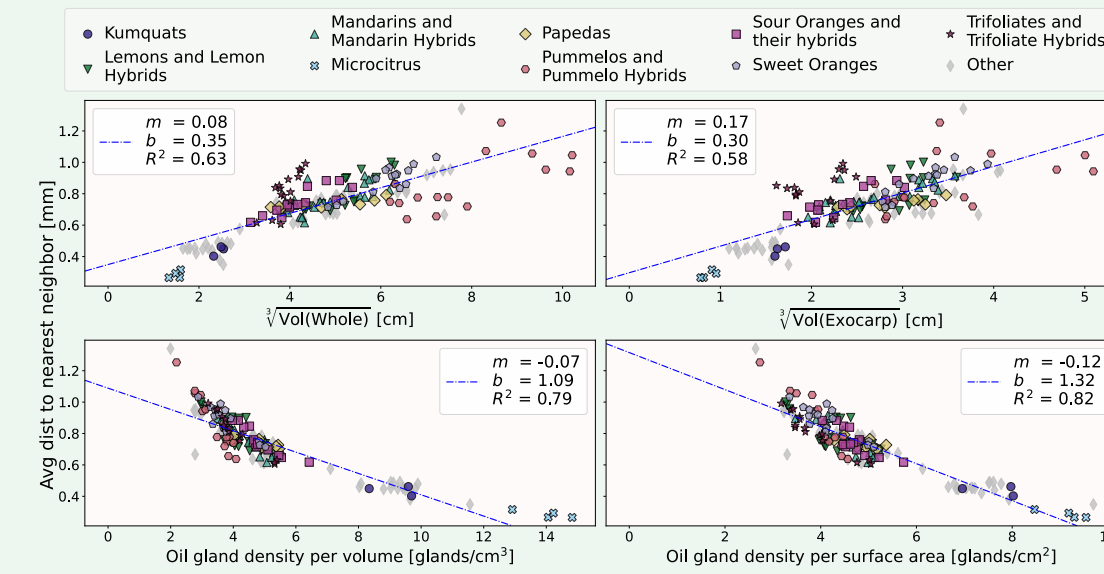 Kumquats
Lemons and Lemon
Hybrids
Mandarins and
Mandarin Hybrids
Microcitrus
Papedas
Pummelos and
Pummelo Hybrids
Sour Oranges and
their hybrids
Sweet Oranges
Trifoliates and
Trifoliate Hybrids
Other
Avg dist to nearest neighbor [mm]
m = 0.08
b = 0.35
R² = 0.63
1.2
1.0
0.8
0.6
0.4
0 2 4 6 8 10
∛Vol(Whole) [cm]
m = 0.17
b = 0.30
R² = 0.58
0 1 2 3 4 5
∛Vol(Exocarp) [cm]
m = -0.07
b = 1.09
R² = 0.79
1.2
1.0
0.8
0.6
0.4
0 2 4 6 8 10 12 14
Oil gland density per volume [glands/cm³]
m = -0.12
b = 1.32
R² = 0.82
0 2 4 6 8
Oil gland density per surface area [glands/cm²]